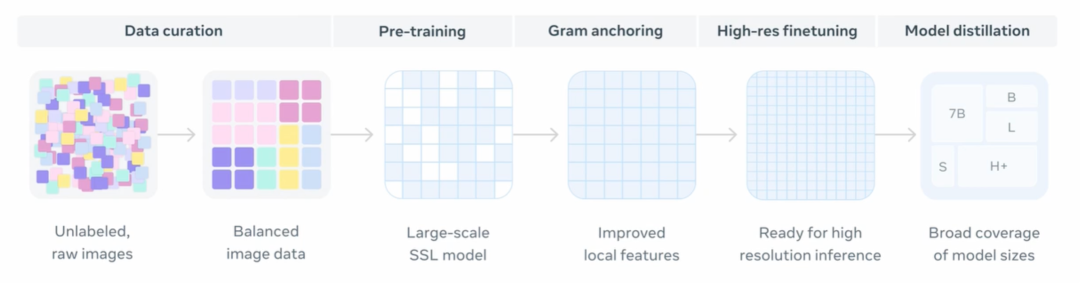 Data curation
Pre-training
Gram anchoring
High-res finetuning
Model distillation
7B
B
L
S
H+
Unlabeled,
raw images
Balanced
image data
Large-scale
SSL model
Improved
local features
Ready for high
resolution inference
Broad coverage
of model sizes